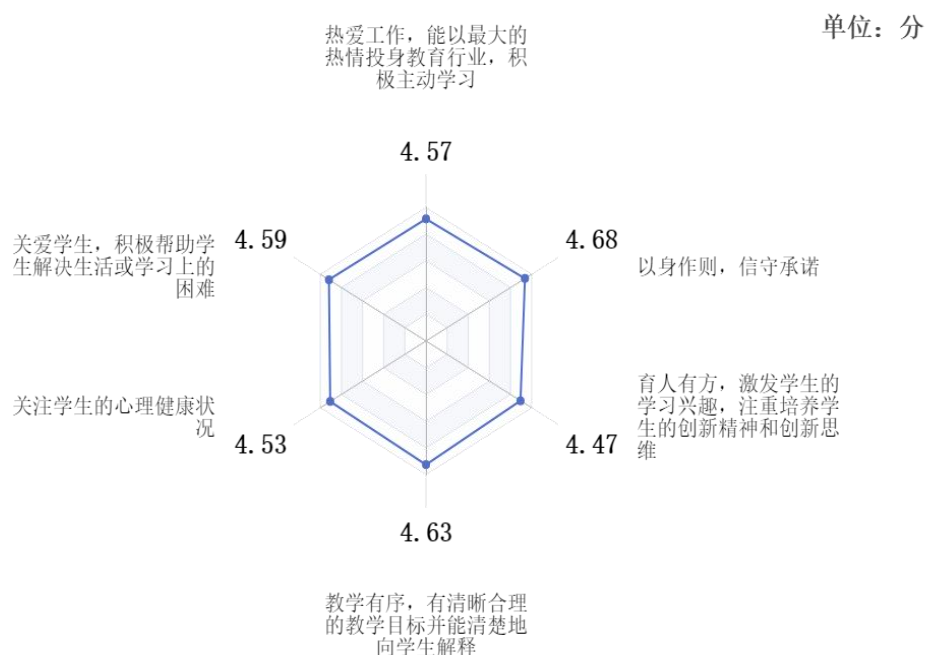 单位：分
热爱工作，能以最大的
热情投身教育行业，积
极主动学习
4.57
关爱学生，积极帮助学
生解决生活或学习上的
困难
4.59
4.68
以身作则，信守承诺
关注学生的心理健康状
况
4.53
4.47
育人有方，激发学生的
学习兴趣，注重培养学
生的创新精神和创新思
维
4.63
教学有序，有清晰合理
的教学目标并能清楚地
向学生解释